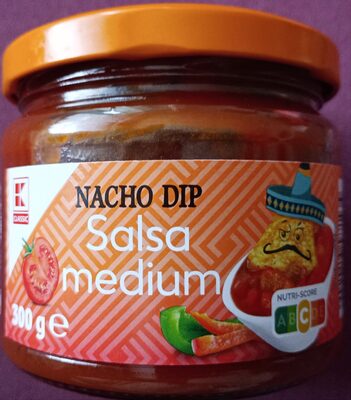 K
CLASSIC
NACHO DIP
Salsa
medium
300 g e
NUTRI-SCORE
A B C D E